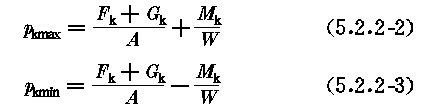 p_kmax = (F_k + G_k)/A + M_k/W (5.2.2-2)
p_kmin = (F_k + G_k)/A − M_k/W (5.2.2-3)